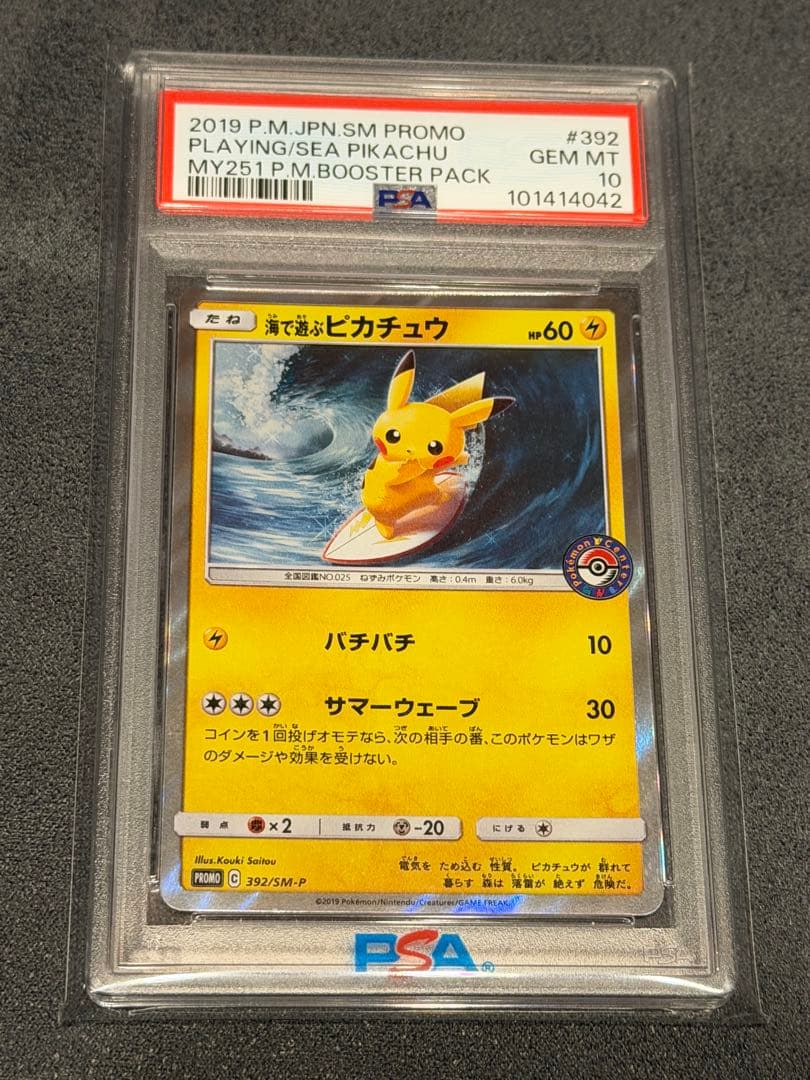 2019 P.M.JPN.SM PROMO #392
PLAYING/SEA PIKACHU GEM MT
MY251 P.M.BOOSTER PACK 10
PSA 101414042
たね 海で遊ぶピカチュウ HP60
全国図鑑NO.025 ねずみポケモン 高さ:0.4m 重さ:6.0kg
Pokémon Center
バチバチ 10
サマーウェーブ 30
コインを1回投げオモテなら、次の相手の番、このポケモンはワザ
のダメージや効果を受けない。
弱点 ×2 抵抗力 -20 にげる
Illus.Kouki Saitou
電気を ため込む 性質。 ピカチュウが 群れて
暮らす 森は 落雷が 絶えず 危険だ。
PROMO C 392/SM-P
©2019 Pokémon/Nintendo/Creatures/GAME FREAK.
PSA®